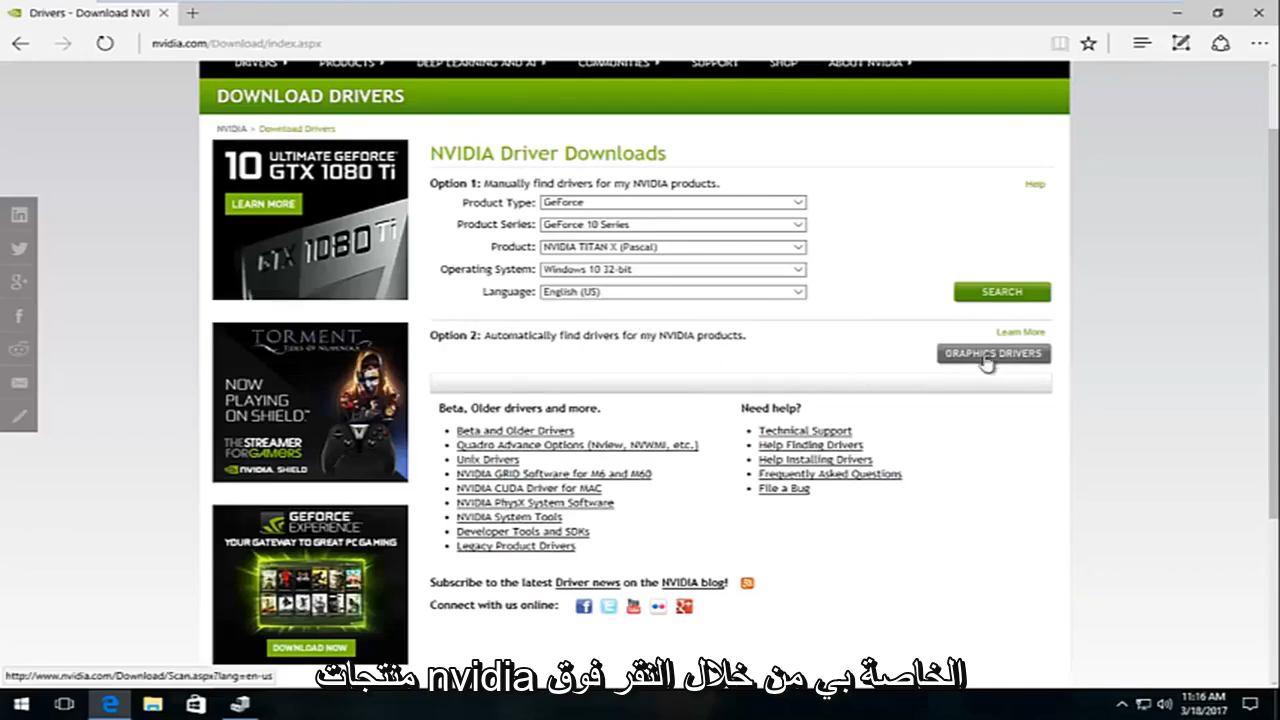 Drivers - Download NVI
nvidia.com/Download/index.aspx
DRIVERS PRODUCTS DEEP LEARNING AND AI COMMUNITIES SUPPORT SHOP ABOUT NVIDIA
DOWNLOAD DRIVERS
NVIDIA > Download Drivers
10 ULTIMATE GEFORCE
GTX 1080 Ti
LEARN MORE
GTX 1080 Ti
NVIDIA Driver Downloads
Option 1: Manually find drivers for my NVIDIA products.
Help
Product Type: GeForce
Product Series: GeForce 10 Series
Product: NVIDIA TITAN X (Pascal)
Operating System: Windows 10 32-bit
Language: English (US)
SEARCH
Option 2: Automatically find drivers for my NVIDIA products.
Learn More
GRAPHICS DRIVERS
TORMENT
TIDES OF NUMENERA
NOW
PLAYING
ON SHIELD
THE STREAMER
FOR GAMERS
NVIDIA. SHIELD
Beta, Older drivers and more.
Beta and Older Drivers
Quadro Advance Options (Nview, NVWMI, etc.)
Unix Drivers
NVIDIA GRID Software for M6 and M60
NVIDIA CUDA Driver for MAC
NVIDIA PhysX System Software
NVIDIA System Tools
Developer Tools and SDKs
Legacy Product Drivers
Need help?
Technical Support
Help Finding Drivers
Help Installing Drivers
Frequently Asked Questions
File a Bug
GEFORCE
EXPERIENCE
YOUR GATEWAY TO GREAT PC GAMING
DOWNLOAD NOW
Subscribe to the latest Driver news on the NVIDIA blog!
Connect with us online:
http://www.nvidia.com/Download/Scan.aspx?lang=en-us
الخاصة بي من خلال النقر فوق nvidia منتجات
11:16 AM
3/18/2017